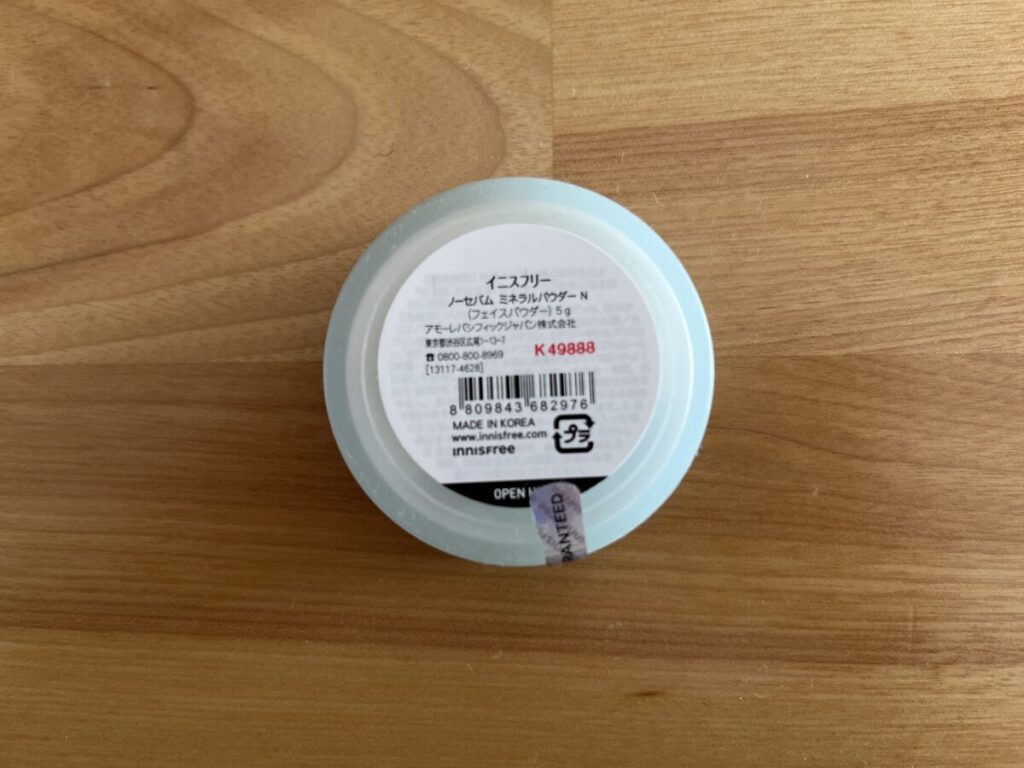 イニスフリー
ノーセバム ミネラルパウダー N
(フェイスパウダー) 5 g
アモーレパシフィックジャパン株式会社
東京都渋谷区広尾1-13-7
☎ 0800-800-8969
K 49888
[13117-4628]
8 809843 682976
MADE IN KOREA
www.innisfree.com
プラ
innisfree
OPEN
RANTEED